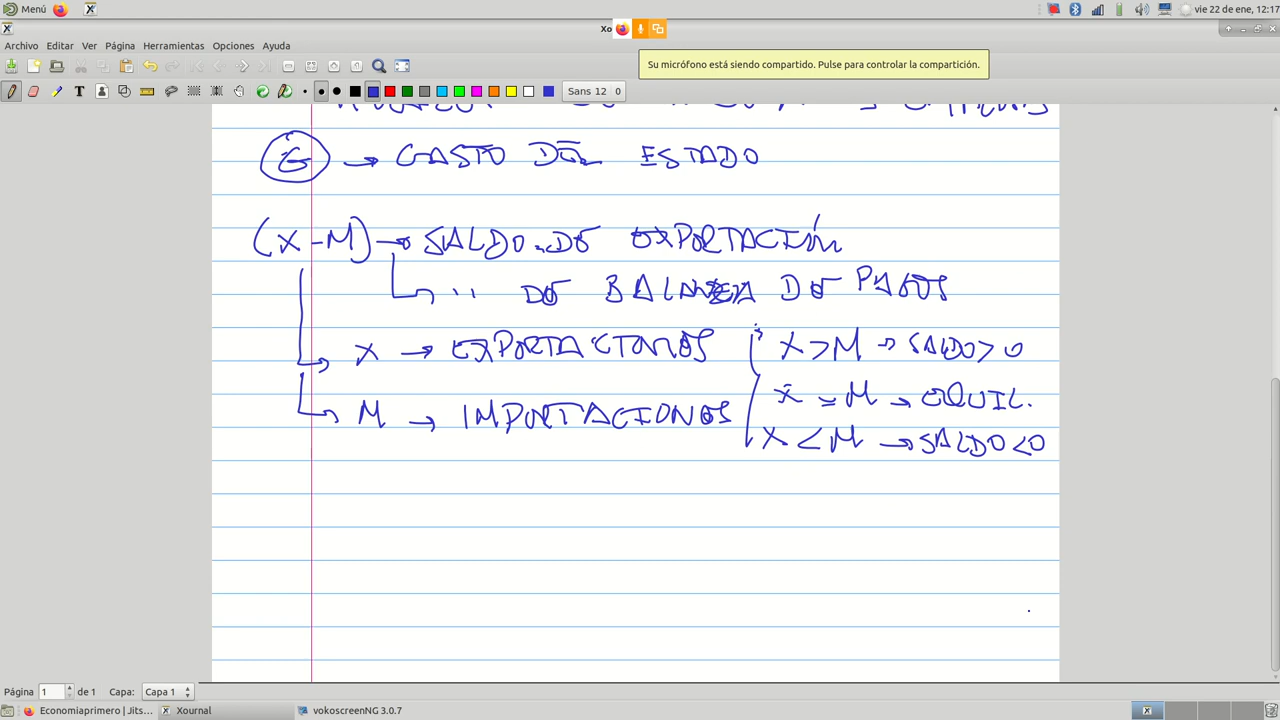 Menú
vie 22 de ene, 12:17
Xo
Archivo Editar Ver Página Herramientas Opciones Ayuda
Su micrófono está siendo compartido. Pulse para controlar la compartición.
Sans 12 0
G → GASTO DEL ESTADO
(X-M) → SALDO DE EXPORTACIÓN
→ " DE BALANZA DE PAGOS
→ X → EXPORTACIONES
X > M → SALDO > 0
X = M → EQUIL.
→ M → IMPORTACIONES
X < M → SALDO < 0
Página 1 de 1 Capa: Capa 1
Economiaprimero | Jits... Xournal vokoscreenNG 3.0.7